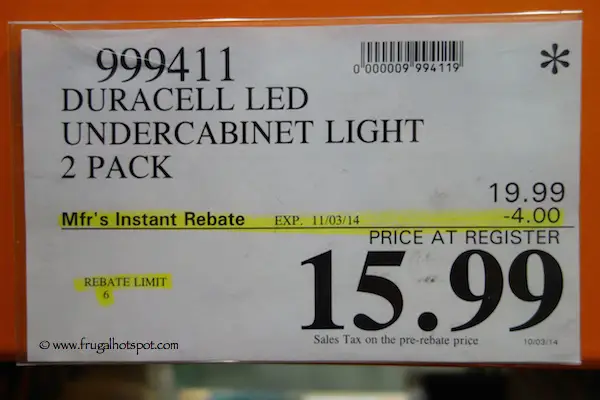 999411
0 000009 994119
*
DURACELL LED
UNDERCABINET LIGHT
2 PACK
19.99
Mfr's Instant Rebate EXP. 11/03/14 -4.00
PRICE AT REGISTER
15.99
REBATE LIMIT
6
Sales Tax on the pre-rebate price
10/03/14
© www.frugalhotspot.com